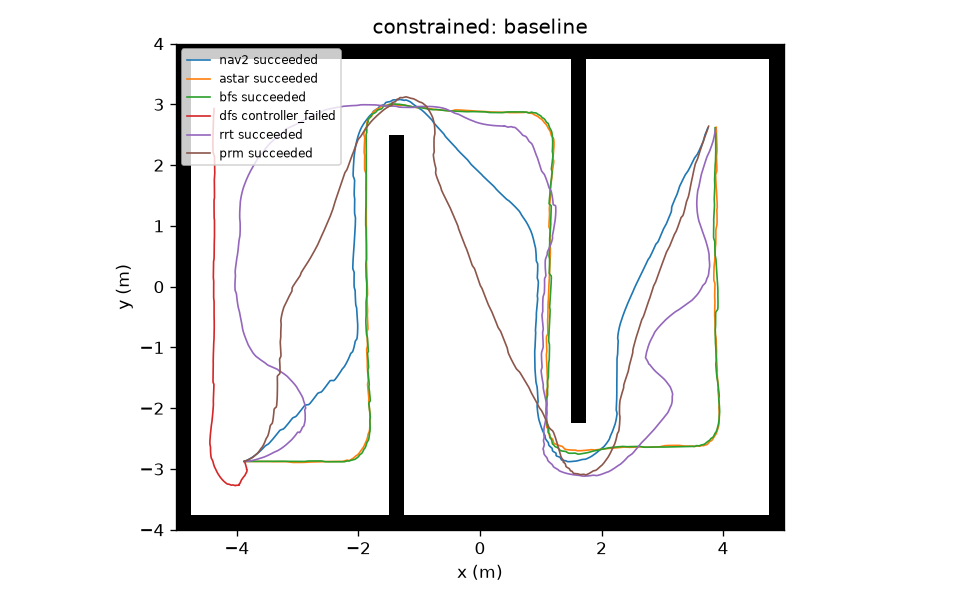 constrained: baseline
nav2 succeeded
astar succeeded
bfs succeeded
dfs controller_failed
rrt succeeded
prm succeeded
4
3
2
1
0
−1
−2
−3
−4
y (m)
−4
−2
0
2
4
x (m)